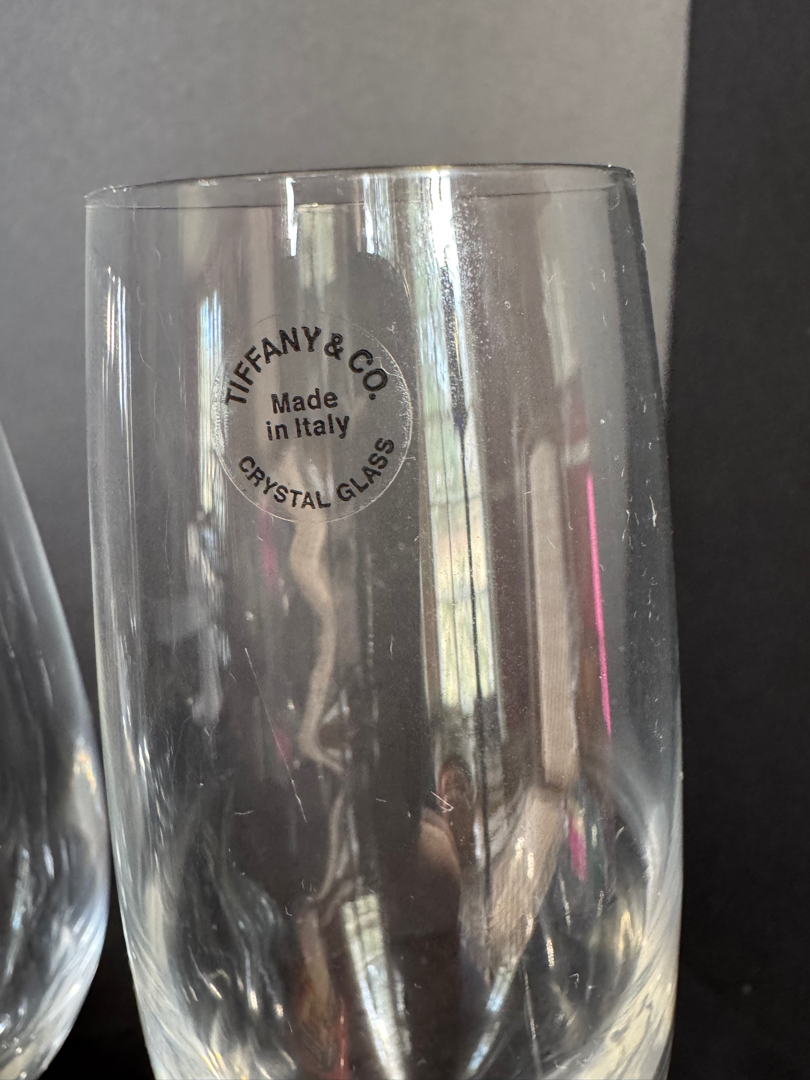 TIFFANY & CO.
Made
in Italy
CRYSTAL GLASS